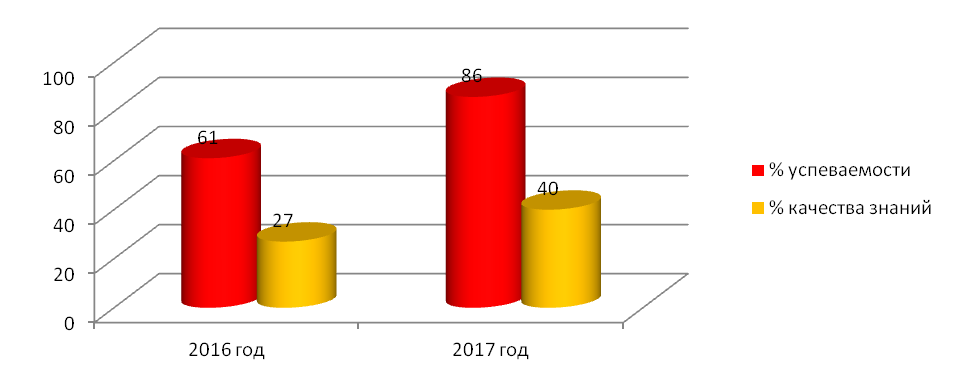 100
80
60
40
20
0
61
27
86
40
2016 год
2017 год
% успеваемости
% качества знаний